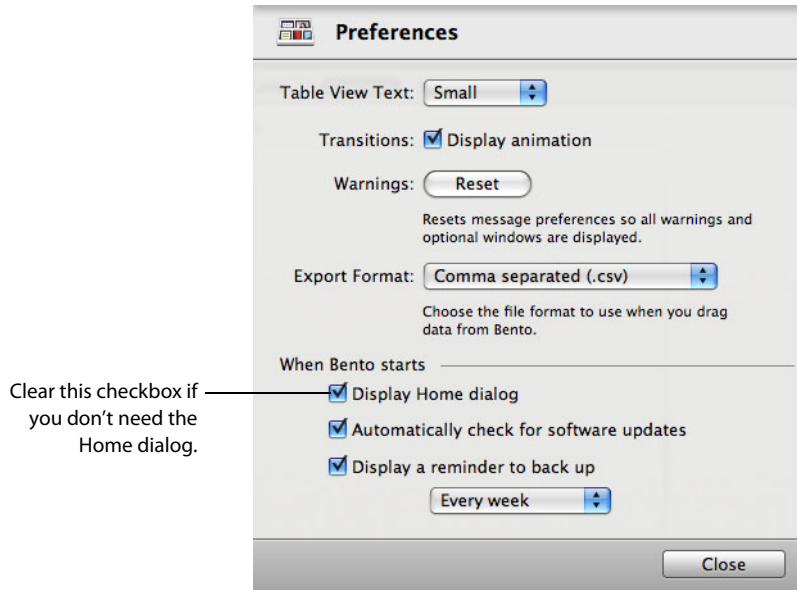 Preferences
Table View Text: Small
Transitions: Display animation
Warnings: Reset
Resets message preferences so all warnings and
optional windows are displayed.
Export Format: Comma separated (.csv)
Choose the file format to use when you drag
data from Bento.
When Bento starts
Clear this checkbox if
you don't need the
Home dialog.
Display Home dialog
Automatically check for software updates
Display a reminder to back up
Every week
Close